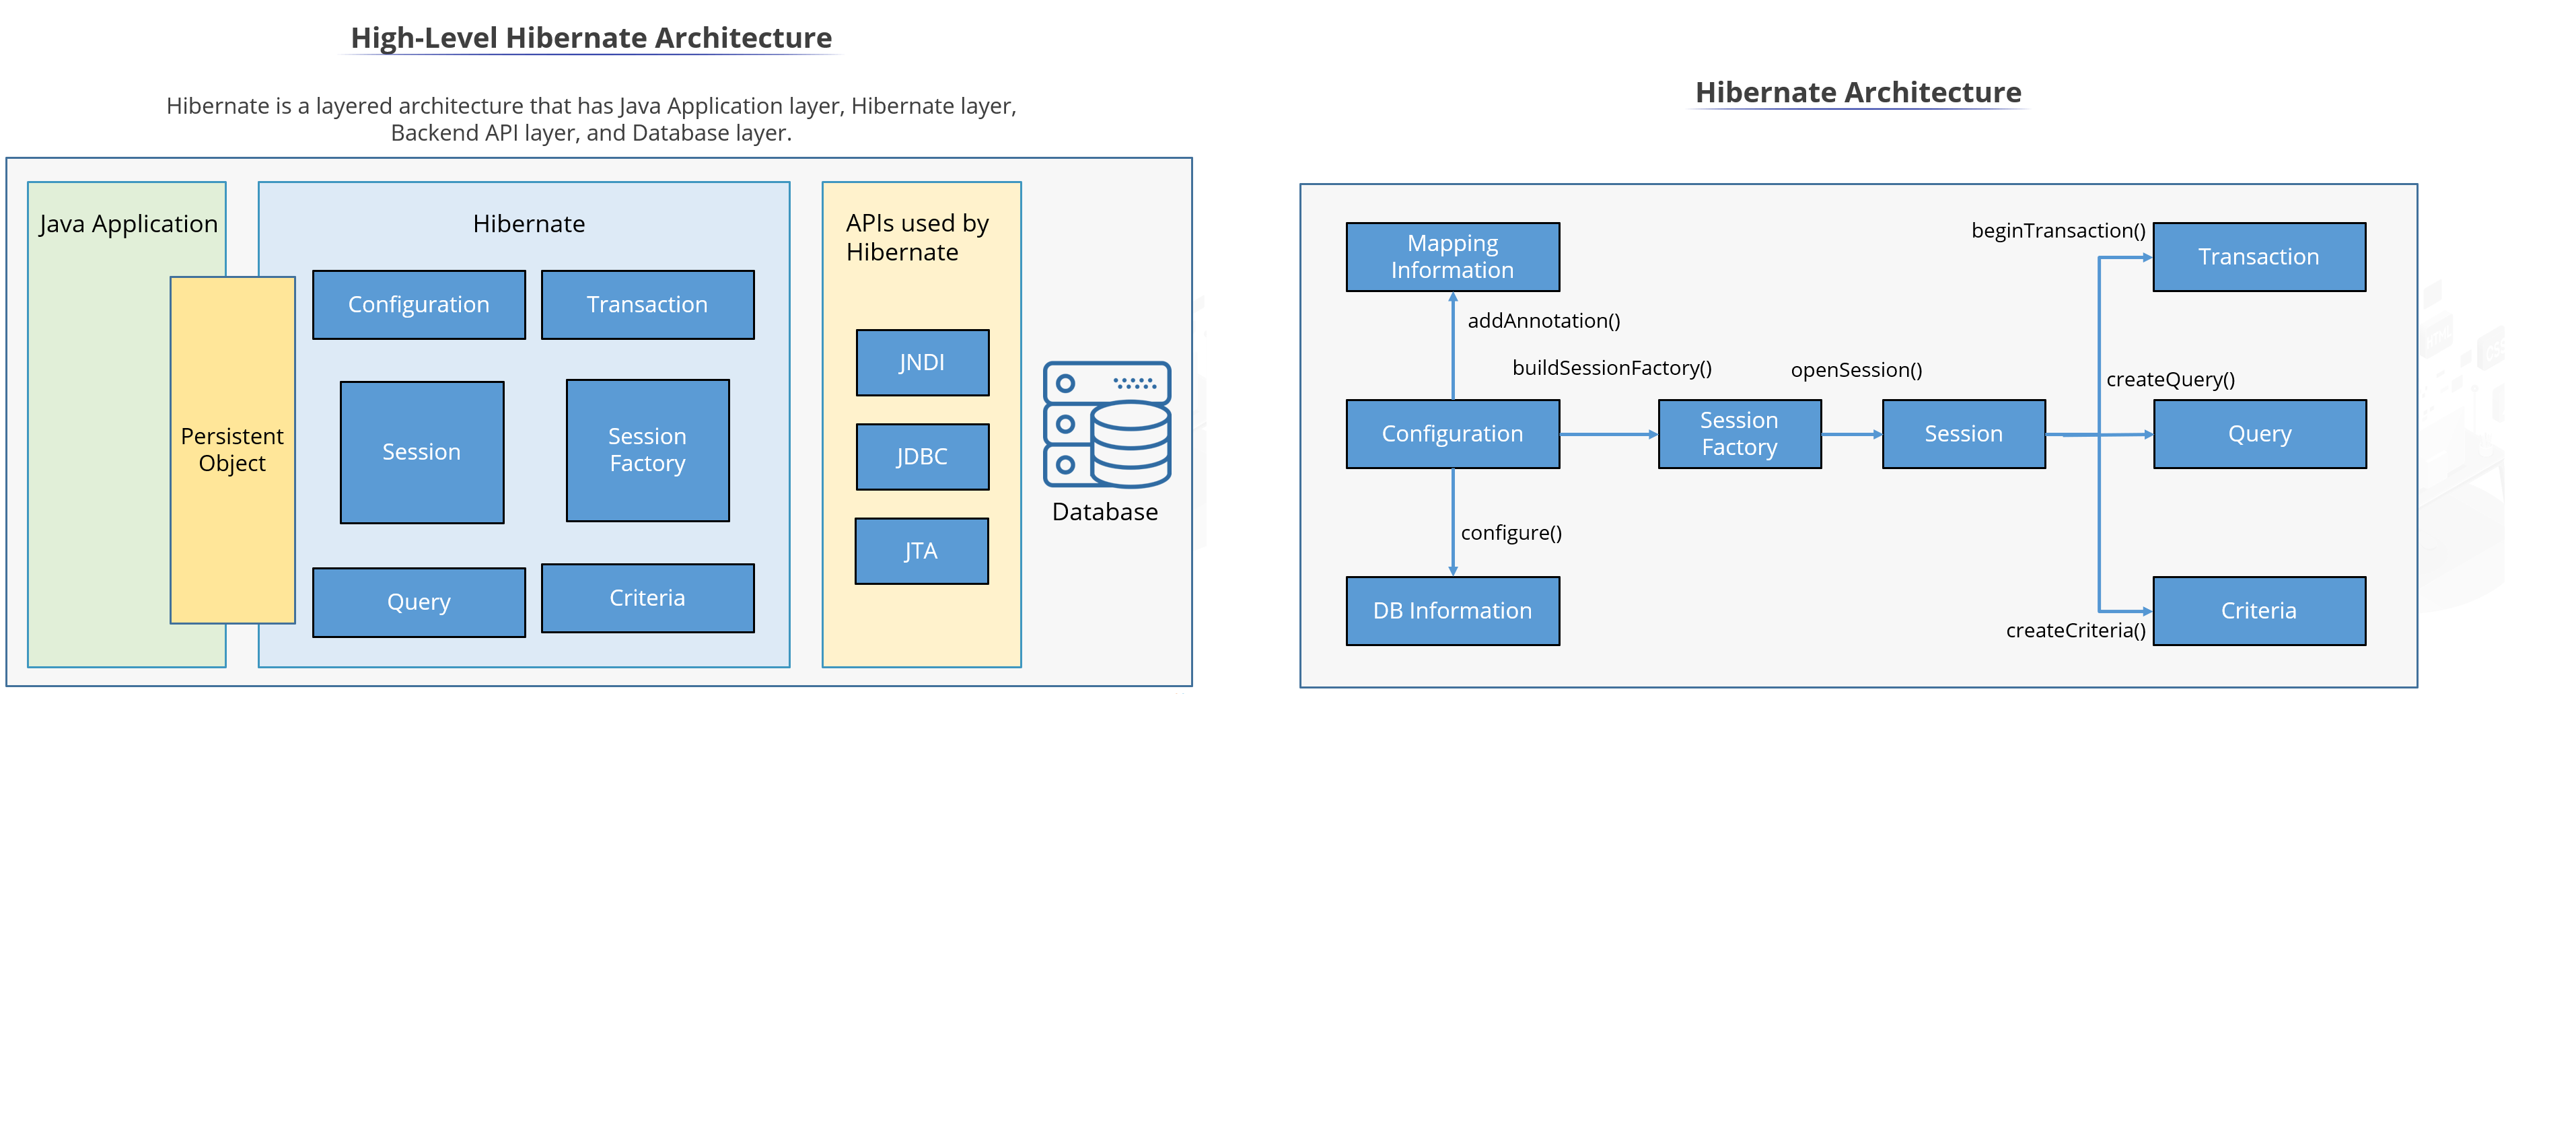 High-Level Hibernate Architecture
Hibernate is a layered architecture that has Java Application layer, Hibernate layer,
Backend API layer, and Database layer.
Java Application
Persistent
Object
Hibernate
Configuration
Transaction
Session
Session
Factory
Query
Criteria
APIs used by
Hibernate
JNDI
JDBC
JTA
Database
Hibernate Architecture
Mapping
Information
addAnnotation()
buildSessionFactory()
openSession()
beginTransaction()
Transaction
createQuery()
Configuration
Session
Factory
Session
Query
configure()
DB Information
createCriteria()
Criteria